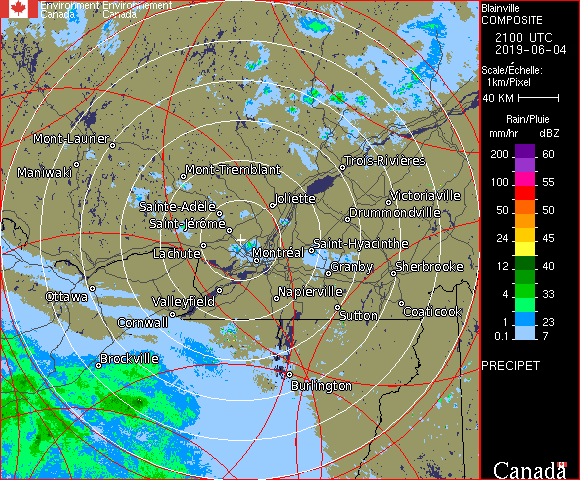 Environment Environnement
Canada Canada
Blainville
COMPOSITE
2100 UTC
2019-06-04
Scale/Échelle:
1km/Pixel
40 KM
Rain/Pluie
mm/hr dBZ
200 60
100 55
50 50
24 45
12 40
4 33
1 23
0.1 7
PRECIPET
Canada
Mont-Laurier
Maniwaki
Mont-Tremblant
Trois-Rivières
Sainte-Adèle
Joliette
Victoriaville
Drummondville
Saint-Jérôme
Lachute
Montréal
Saint-Hyacinthe
Granby
Sherbrooke
Ottawa
Valleyfield
Napierville
Cornwall
Sutton
Coaticook
Brockville
Burlington